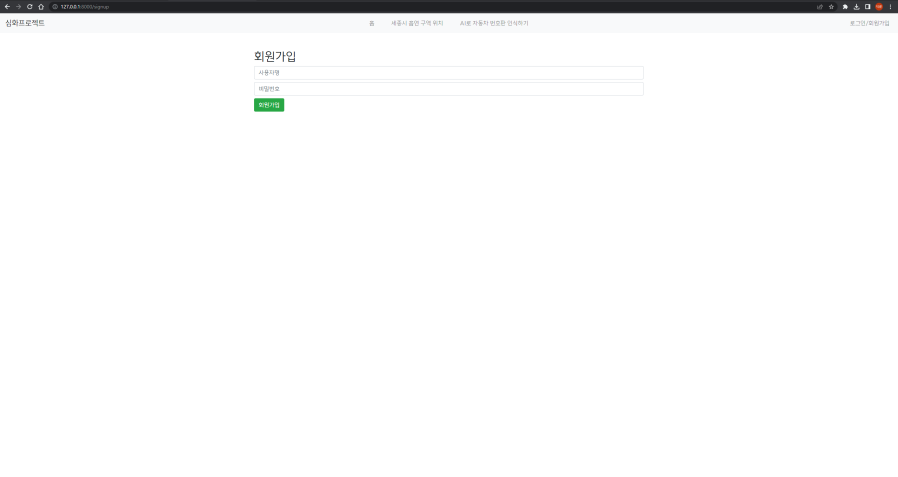 127.0.0.1:8000/signup
심화프로젝트
홈
세종시 흡연 구역 위치
AI로 자동차 번호판 인식하기
로그인/회원가입
회원가입
사용자명
비밀번호
회원가입